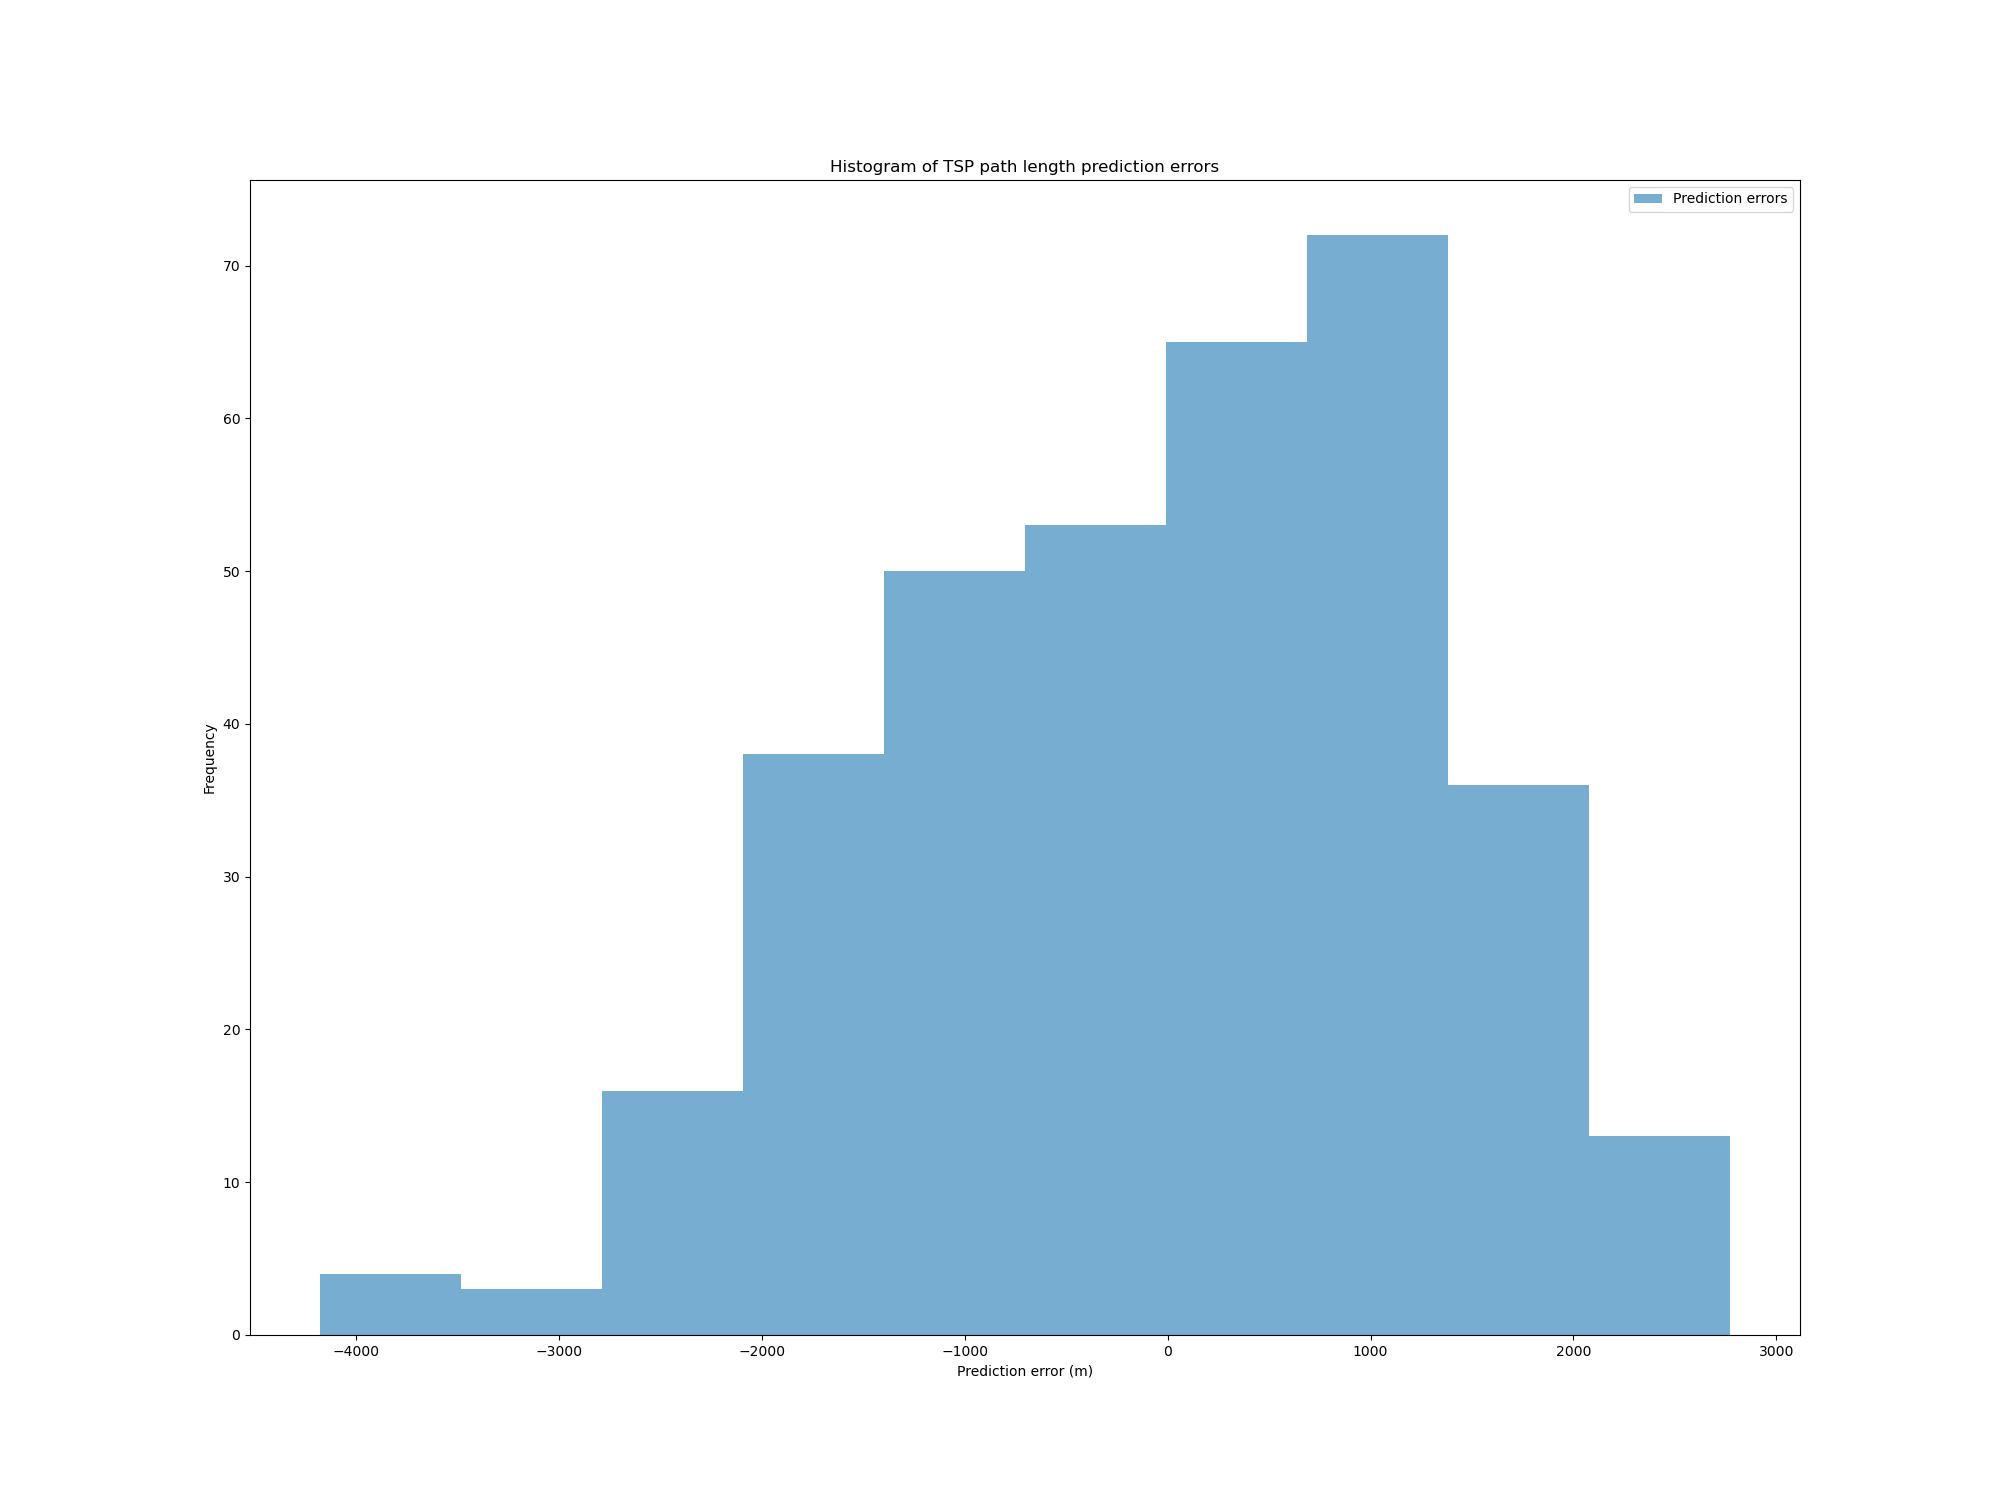 Histogram of TSP path length prediction errors
Prediction errors
70
60
50
40
30
20
10
0
Frequency
−4000 −3000 −2000 −1000 0 1000 2000 3000
Prediction error (m)